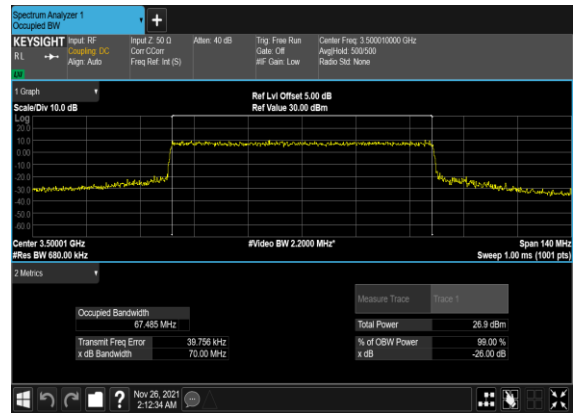 Spectrum Analyzer 1
Occupied BW
KEYSIGHT Input: RF Input Z: 50 Ω Atten: 40 dB Trig: Free Run Center Freq: 3.500010000 GHz
RL Coupling: DC Corr CCorr Gate: Off Avg|Hold: 500/500
Align: Auto Freq Ref: Int (S) #IF Gain: Low Radio Std: None
LXI
1 Graph
Ref Lvl Offset 5.00 dB
Scale/Div 10.0 dB Ref Value 30.00 dBm
Log
20.0
10.0
0.00
-10.0
-20.0
-30.0
-40.0
-50.0
-60.0
Center 3.50001 GHz #Video BW 2.2000 MHz* Span 140 MHz
#Res BW 680.00 kHz Sweep 1.00 ms (1001 pts)
2 Metrics
Measure Trace Trace 1
Occupied Bandwidth
67.485 MHz Total Power 26.9 dBm
Transmit Freq Error 39.756 kHz % of OBW Power 99.00 %
x dB Bandwidth 70.00 MHz x dB -26.00 dB
? Nov 26, 2021
2:12:34 AM